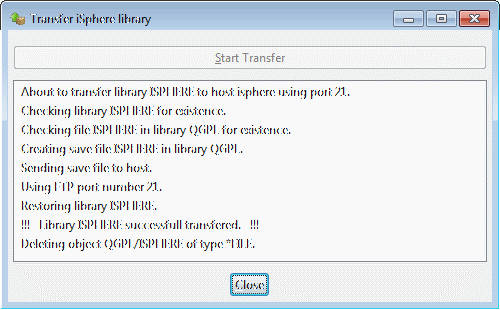 Transfer iSphere library
Start Transfer
About to transfer library ISPHERE to host isphere using port 21.
Checking library ISPHERE for existence.
Checking file ISPHERE in library QGPL for existence.
Creating save file ISPHERE in library QGPL.
Sending save file to host.
Using FTP port number 21.
Restoring library ISPHERE.
!!!   Library ISPHERE successfull transfered.   !!!
Deleting object QGPL/ISPHERE of type *FILE.
Close